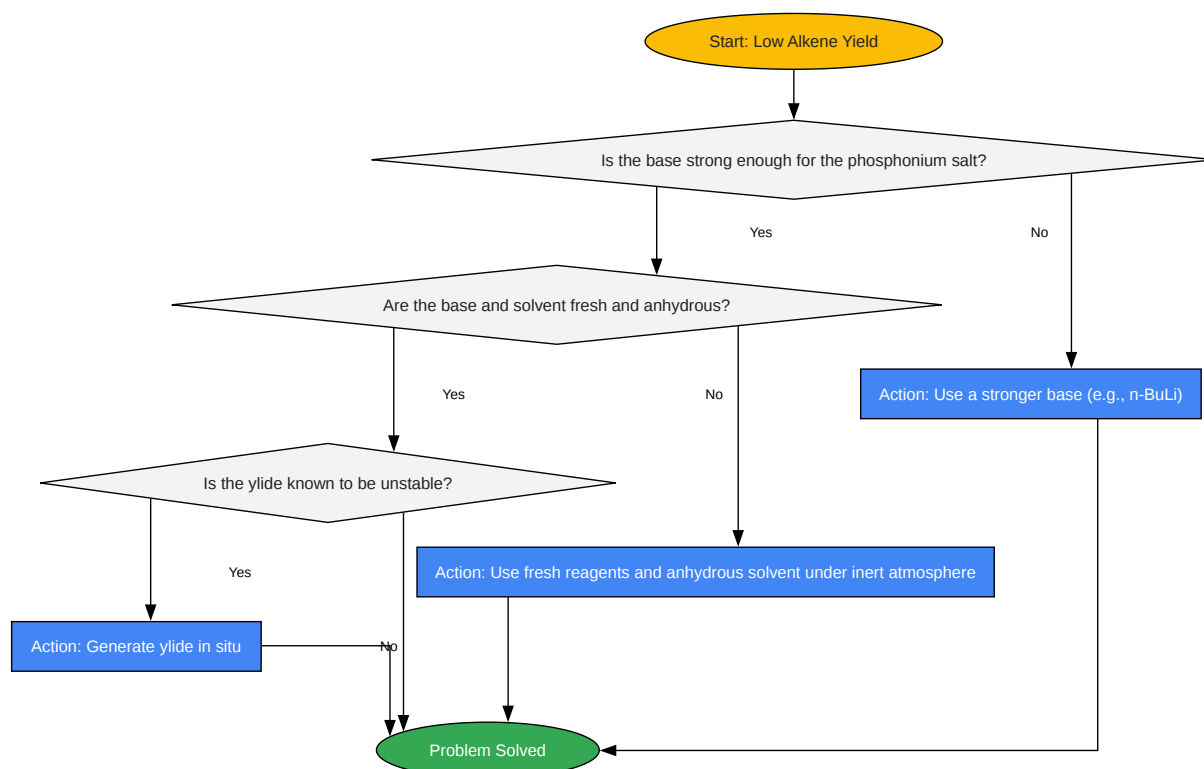 Start: Low Alkene Yield
Is the base strong enough for the phosphonium salt?
Yes
No
Are the base and solvent fresh and anhydrous?
Yes
No
Action: Use a stronger base (e.g., n-BuLi)
Is the ylide known to be unstable?
Yes
Action: Use fresh reagents and anhydrous solvent under inert atmosphere
Action: Generate ylide in situ
No
Problem Solved